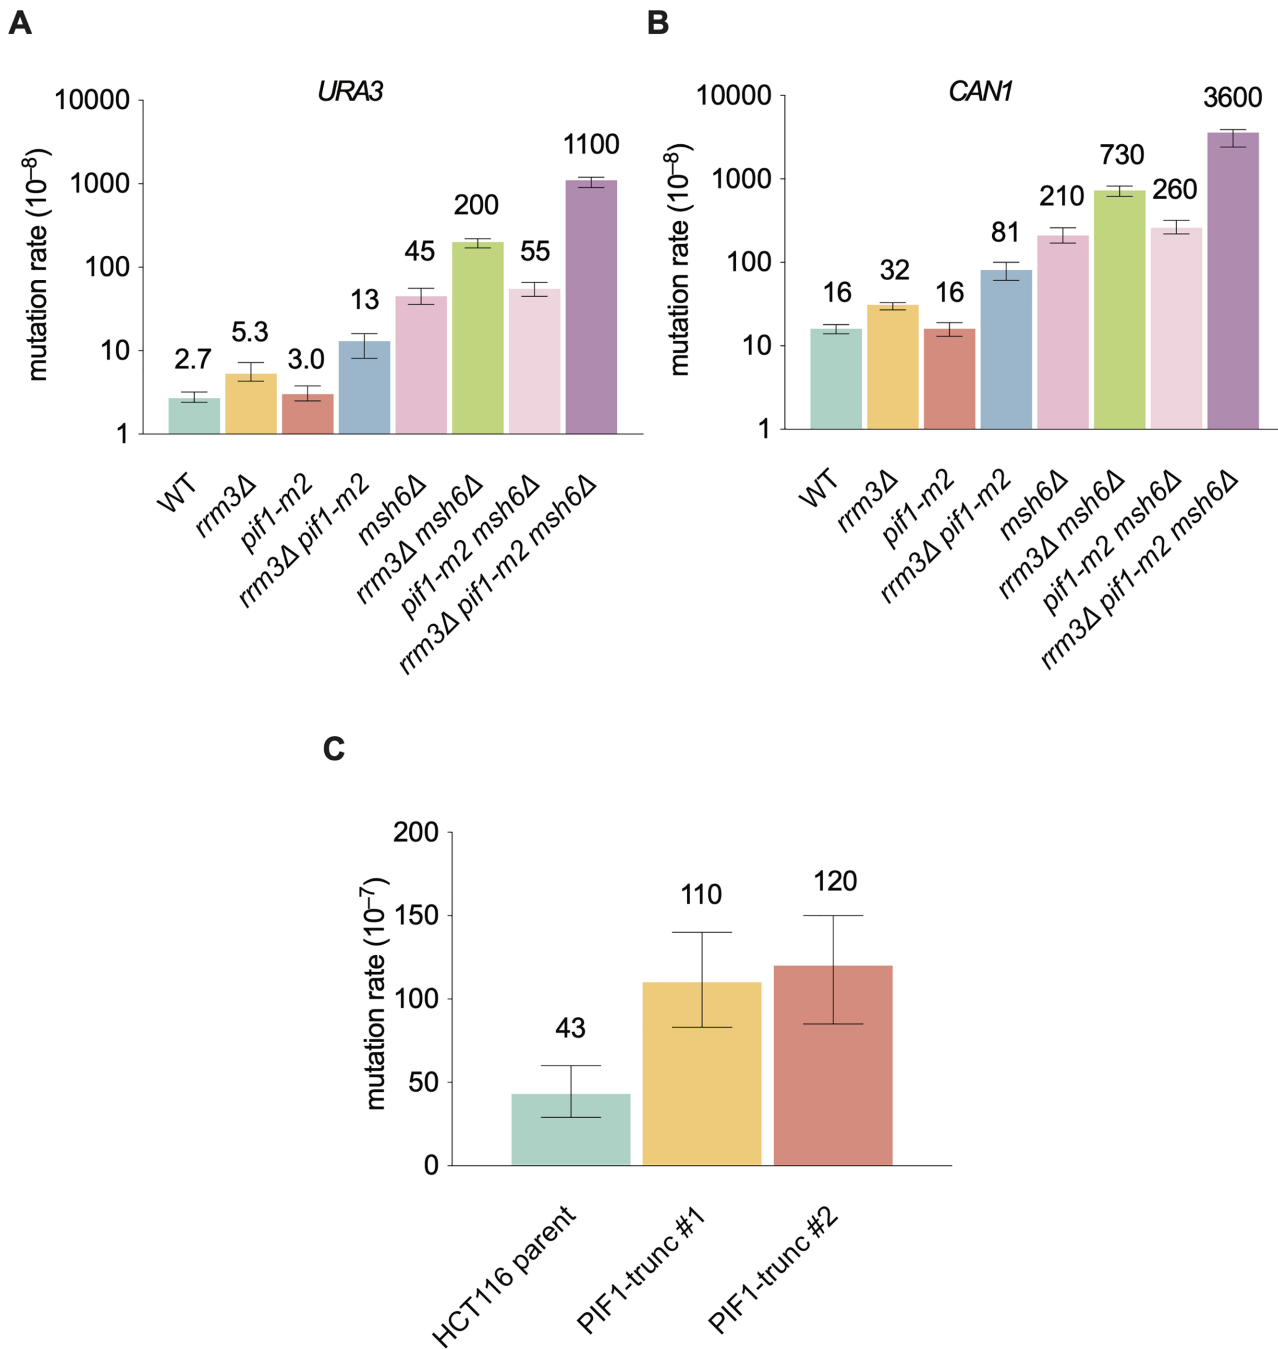 A
URA3
mutation rate (10⁻⁸)
10000
1000
100
10
1
2.7
5.3
3.0
13
45
200
55
1100
WT
rrm3Δ
pif1-m2
rrm3Δ pif1-m2
msh6Δ
rrm3Δ msh6Δ
pif1-m2 msh6Δ
rrm3Δ pif1-m2 msh6Δ
B
CAN1
mutation rate (10⁻⁸)
10000
1000
100
10
1
16
32
16
81
210
730
260
3600
WT
rrm3Δ
pif1-m2
rrm3Δ pif1-m2
msh6Δ
rrm3Δ msh6Δ
pif1-m2 msh6Δ
rrm3Δ pif1-m2 msh6Δ
C
mutation rate (10⁻⁷)
200
150
100
50
0
43
110
120
HCT116 parent
PIF1-trunc #1
PIF1-trunc #2